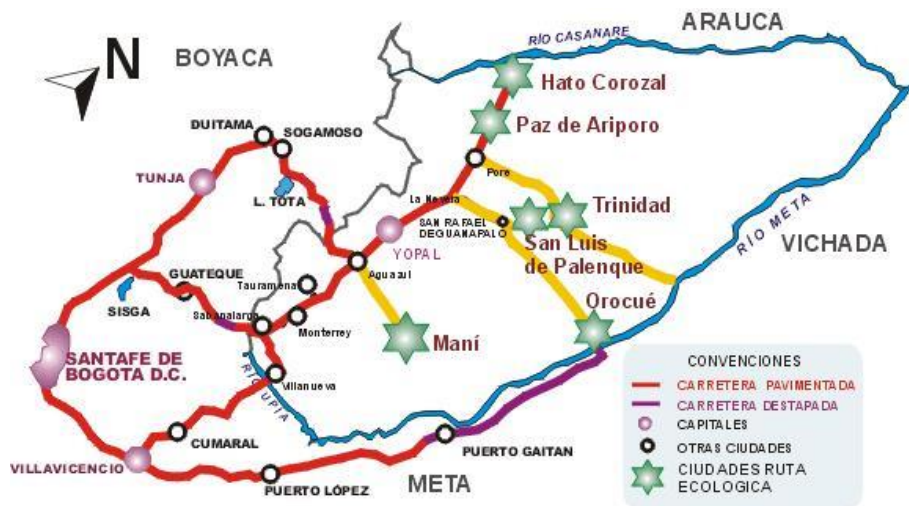 N
BOYACA
ARAUCA
RÍO CASANARE
Hato Corozal
Paz de Ariporo
DUITAMA
SOGAMOSO
TUNJA
Pore
L. TOTA
La Nevera
Trinidad
SAN RAFAEL
DEGUANAPALO
RÍO META
VICHADA
YOPAL
San Luis
de Palenque
GUATEQUE
Tauramena
Aguazul
Orocué
SISGA
Sabanalarga
Monterrey
Maní
SANTAFE DE
BOGOTA D.C.
RÍO UPIA
Villanueva
CUMARAL
VILLAVICENCIO
PUERTO LÓPEZ
META
PUERTO GAITAN
CONVENCIONES
CARRETERA PAVIMENTADA
CARRETERA DESTAPADA
CAPITALES
OTRAS CIUDADES
CIUDADES RUTA
ECOLOGICA